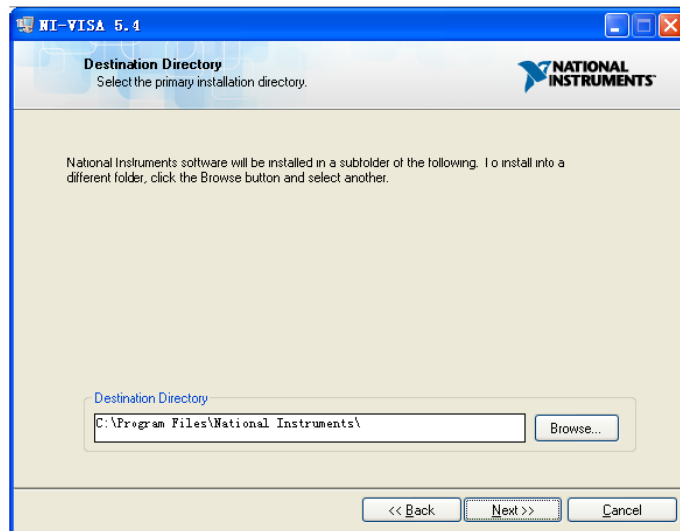 NI-VISA 5.4
Destination Directory
Select the primary installation directory.
NATIONAL
INSTRUMENTS™
National Instruments software will be installed in a subfolder of the following. To install into a
different folder, click the Browse button and select another.
Destination Directory
C:\Program Files\National Instruments\
Browse...
<< Back
Next >>
Cancel